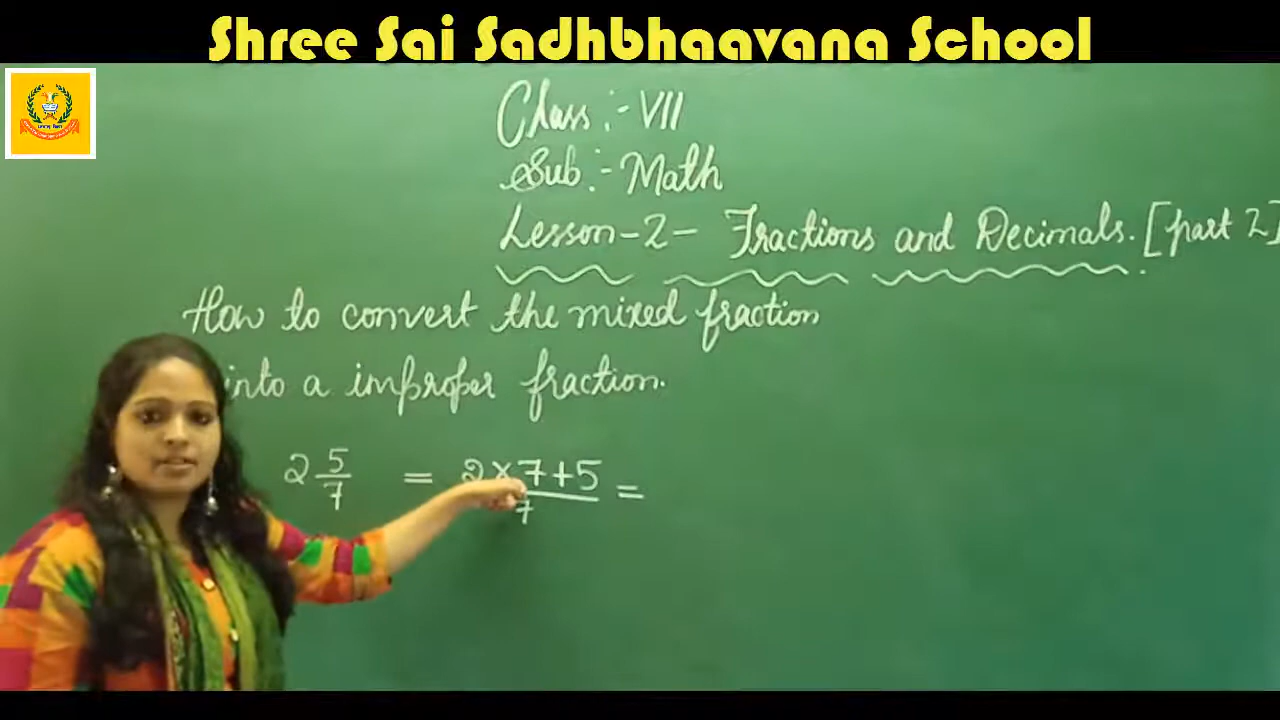 Shree Sai Sadhbhaavana School
Class :- VII
Sub :- Math
Lesson-2- Fractions and Decimals. [part 2]
How to convert the mixed fraction
into a improper fraction.
2 5/7 = 2×7+5/7 =